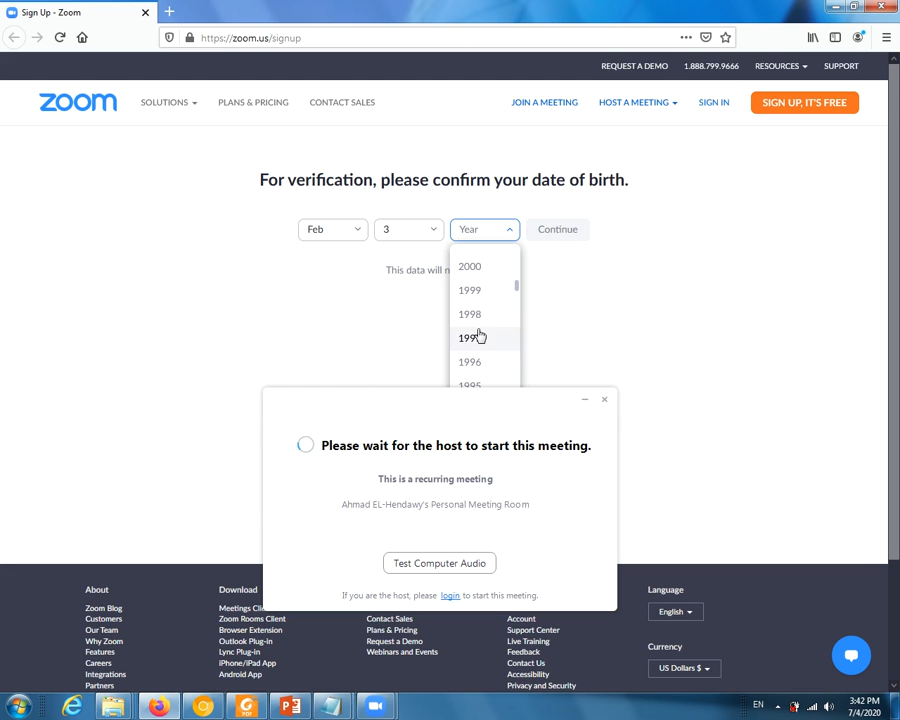 Sign Up - Zoom
https://zoom.us/signup
REQUEST A DEMO 1.888.799.9666 RESOURCES SUPPORT
zoom SOLUTIONS PLANS & PRICING CONTACT SALES JOIN A MEETING HOST A MEETING SIGN IN SIGN UP, IT'S FREE
For verification, please confirm your date of birth.
Feb 3 Year Continue
This data will
2000
1999
1998
1996
1995
Please wait for the host to start this meeting.
This is a recurring meeting
Ahmad EL-Hendawy's Personal Meeting Room
Test Computer Audio
If you are the host, please login to start this meeting.
About
Zoom Blog
Customers
Our Team
Why Zoom
Features
Careers
Integrations
Partners
Download
Meetings
Zoom Rooms Client
Browser Extension
Outlook Plug-in
Lync Plug-in
iPhone/iPad App
Android App
Contact Sales
Plans & Pricing
Request a Demo
Webinars and Events
Account
Support Center
Live Training
Feedback
Contact Us
Accessibility
Privacy and Security
Language
English
Currency
US Dollars $
PDF
EN
3:42 PM
7/4/2020